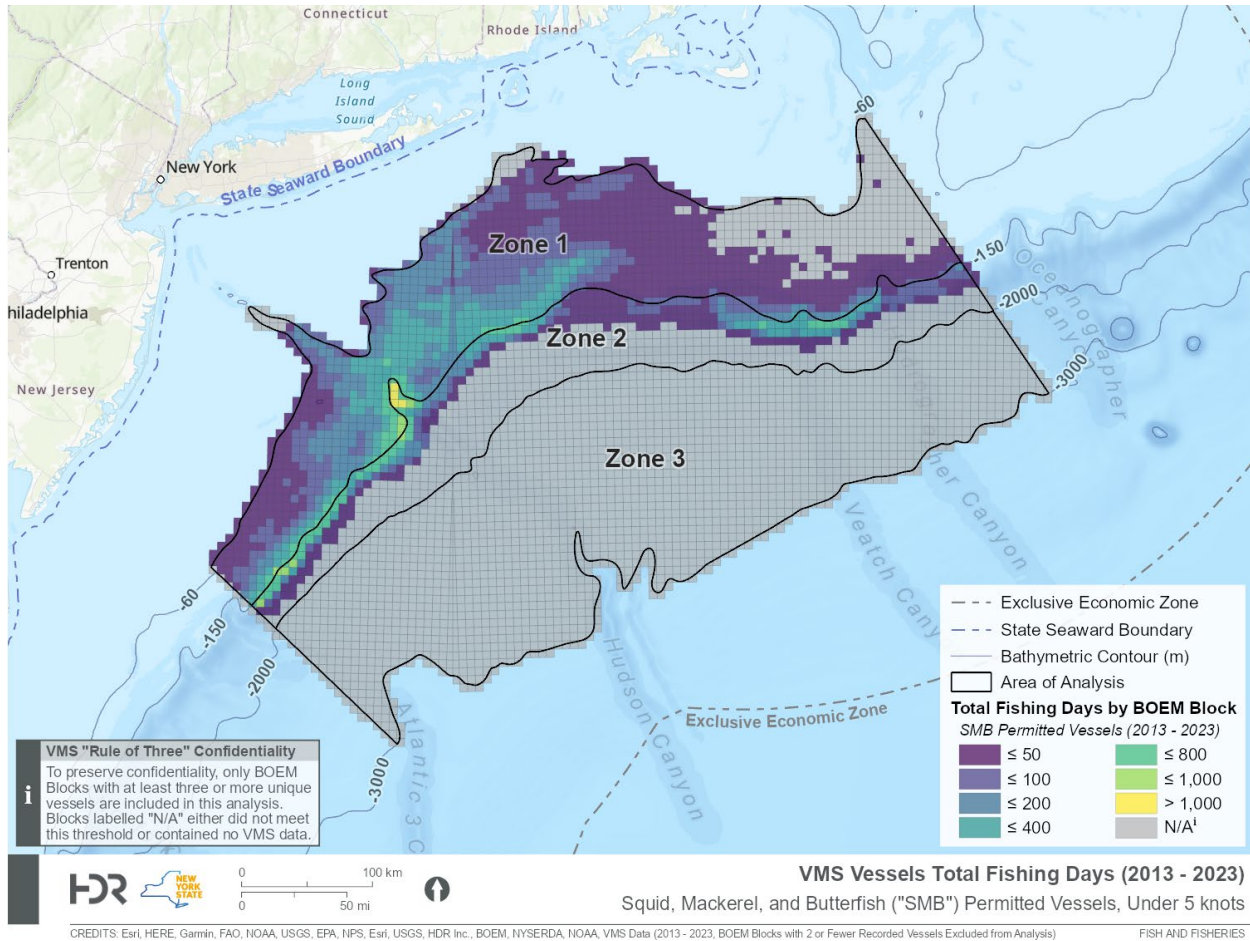 Connecticut
Rhode Island
Long
Island
Sound
New York
State Seaward Boundary
-60
Zone 1
Trenton
-150
Oceanographer
Canyon
-2000
hiladelphia
Zone 2
-3000
New Jersey
Zone 3
her Canyon
Veatch Cany
-60
-150
-2000
Hudson Canyon
Exclusive Economic Zone
Atlantic 3 C
-3000
Exclusive Economic Zone
State Seaward Boundary
Bathymetric Contour (m)
Area of Analysis
Total Fishing Days by BOEM Block
SMB Permitted Vessels (2013 - 2023)
≤ 50
≤ 100
≤ 200
≤ 400
≤ 800
≤ 1,000
> 1,000
N/Aⁱ
i
VMS "Rule of Three" Confidentiality
To preserve confidentiality, only BOEM
Blocks with at least three or more unique
vessels are included in this analysis.
Blocks labelled "N/A" either did not meet
this threshold or contained no VMS data.
HDR
NEW
YORK
STATE
0 100 km
0 50 mi
VMS Vessels Total Fishing Days (2013 - 2023)
Squid, Mackerel, and Butterfish ("SMB") Permitted Vessels, Under 5 knots
CREDITS: Esri, HERE, Garmin, FAO, NOAA, USGS, EPA, NPS, Esri, USGS, HDR Inc., BOEM, NYSERDA, NOAA, VMS Data (2013 - 2023, BOEM Blocks with 2 or Fewer Recorded Vessels Excluded from Analysis)
FISH AND FISHERIES